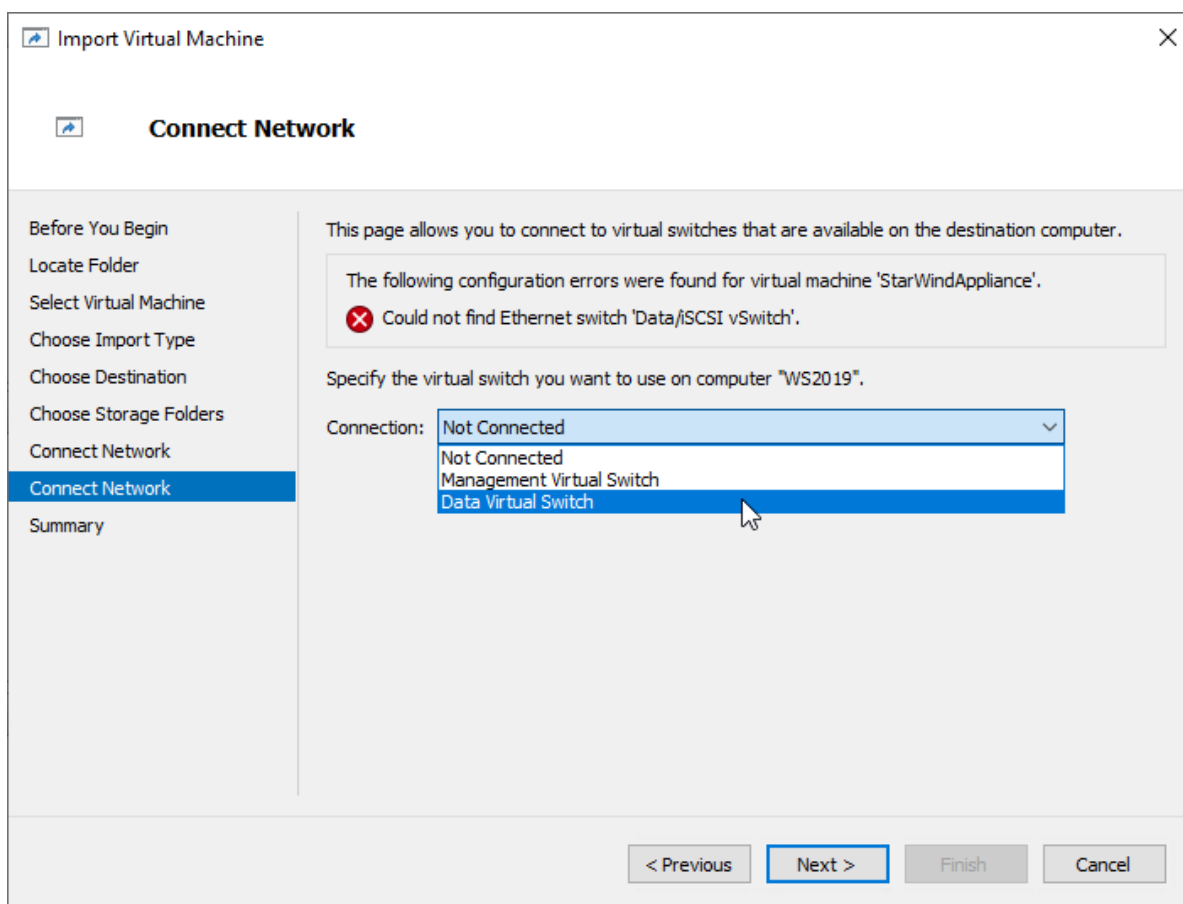 Import Virtual Machine
Connect Network
Before You Begin
Locate Folder
Select Virtual Machine
Choose Import Type
Choose Destination
Choose Storage Folders
Connect Network
Connect Network
Summary
This page allows you to connect to virtual switches that are available on the destination computer.
The following configuration errors were found for virtual machine 'StarWindAppliance'.
Could not find Ethernet switch 'Data/iSCSI vSwitch'.
Specify the virtual switch you want to use on computer "WS2019".
Connection: Not Connected
Not Connected
Management Virtual Switch
Data Virtual Switch
< Previous Next > Finish Cancel